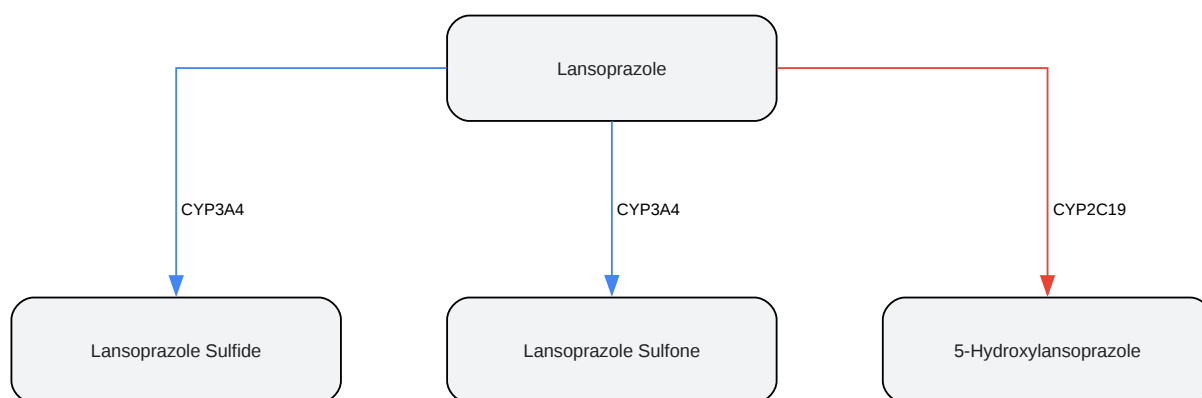 Lansoprazole
CYP3A4
CYP3A4
CYP2C19
Lansoprazole Sulfide
Lansoprazole Sulfone
5-Hydroxylansoprazole